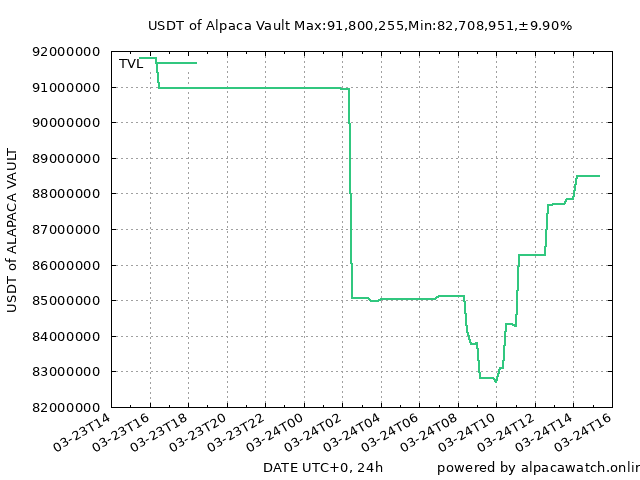 USDT of Alpaca Vault Max:91,800,255,Min:82,708,951,±9.90%
92000000
TVL
91000000
90000000
89000000
88000000
87000000
86000000
85000000
84000000
83000000
82000000
USDT of ALAPACA VAULT
03-23T14
03-23T16
03-23T18
03-23T20
03-23T22
03-24T00
03-24T02
03-24T04
03-24T06
03-24T08
03-24T10
03-24T12
03-24T14
03-24T16
DATE UTC+0, 24h
powered by alpacawatch.onlin